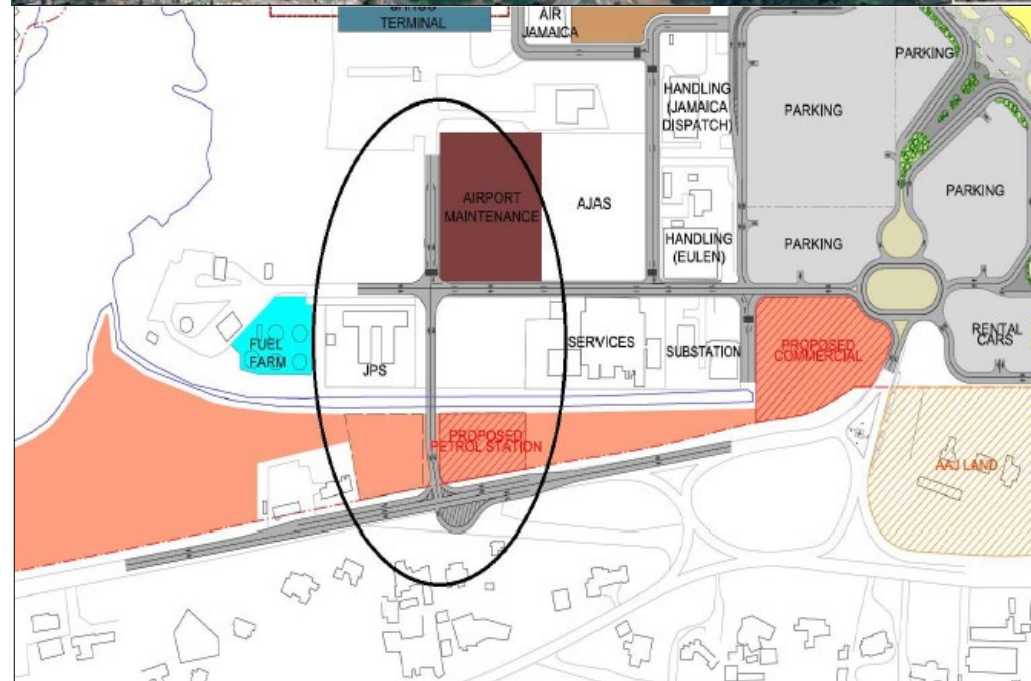 TERMINAL
AIR
JAMAICA
PARKING
HANDLING
(JAMAICA
DISPATCH)
PARKING
AIRPORT
MAINTENANCE
AJAS
PARKING
HANDLING
(EULEN)
PARKING
FUEL
FARM
JPS
SERVICES
SUBSTATION
PROPOSED
COMMERCIAL
RENTAL
CARS
PROPOSED
PETROL STATION
AAJ LAND